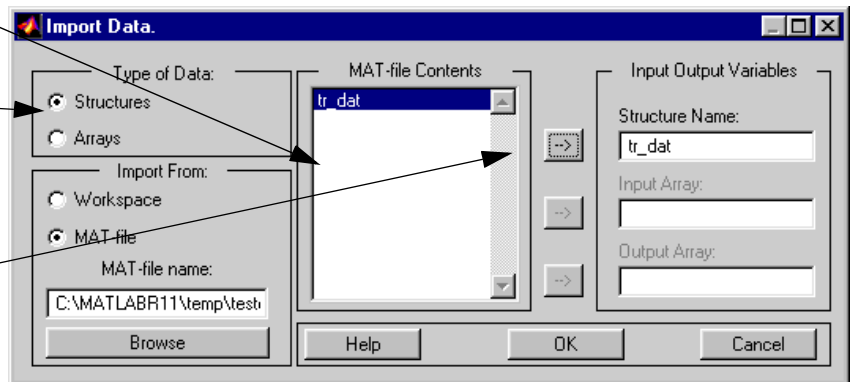 Import Data.
Type of Data:
Structures
Arrays
Import From:
Workspace
MAT-file
MAT-file name:
C:\MATLABR11\temp\test
Browse
MAT-file Contents
tr_dat
-->
-->
-->
Input Output Variables
Structure Name:
tr_dat
Input Array:
Output Array:
Help
OK
Cancel